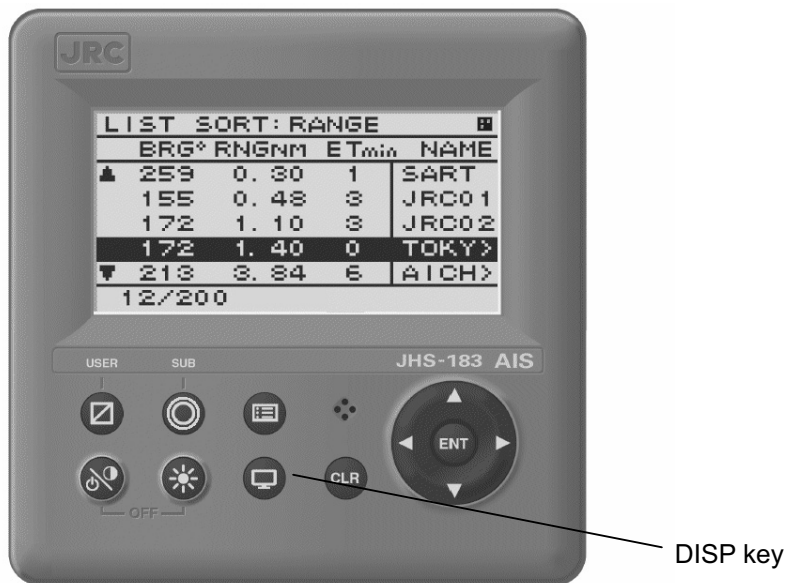 JRC
LIST SORT:RANGE
BRG° RNGNM ETmin NAME
259 0.30 1 SART
155 0.48 3 JRC01
172 1.10 3 JRC02
172 1.40 0 TOKY>
213 3.84 6 AICH>
12/200
USER SUB JHS-183 AIS
ENT
CLR
OFF
DISP key